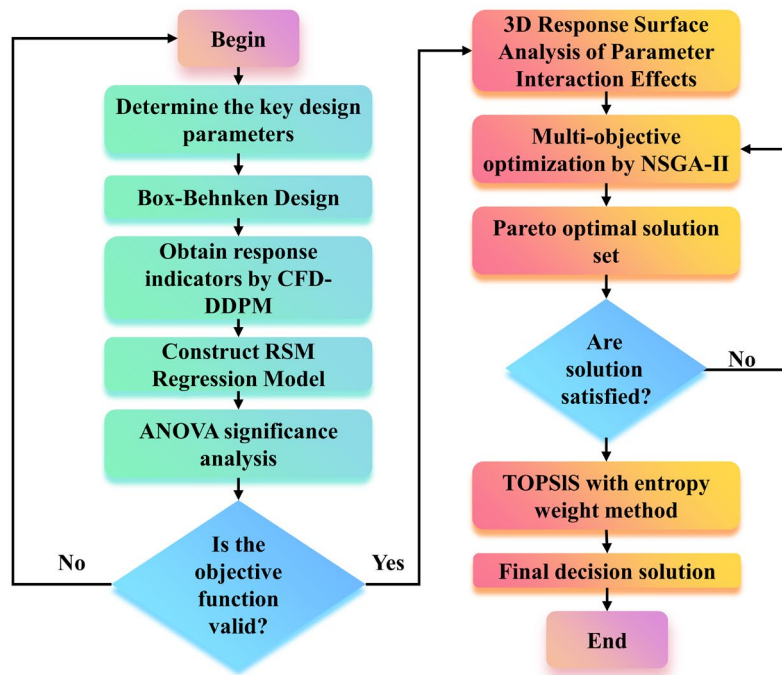 Begin
Determine the key design
parameters
Box-Behnken Design
Obtain response
indicators by CFD-
DDPM
Construct RSM
Regression Model
ANOVA significance
analysis
Is the
objective
function
valid?
No
Yes
3D Response Surface
Analysis of Parameter
Interaction Effects
Multi-objective
optimization by NSGA-II
Pareto optimal solution
set
Are
solution
satisfied?
No
TOPSIS with entropy
weight method
Final decision solution
End